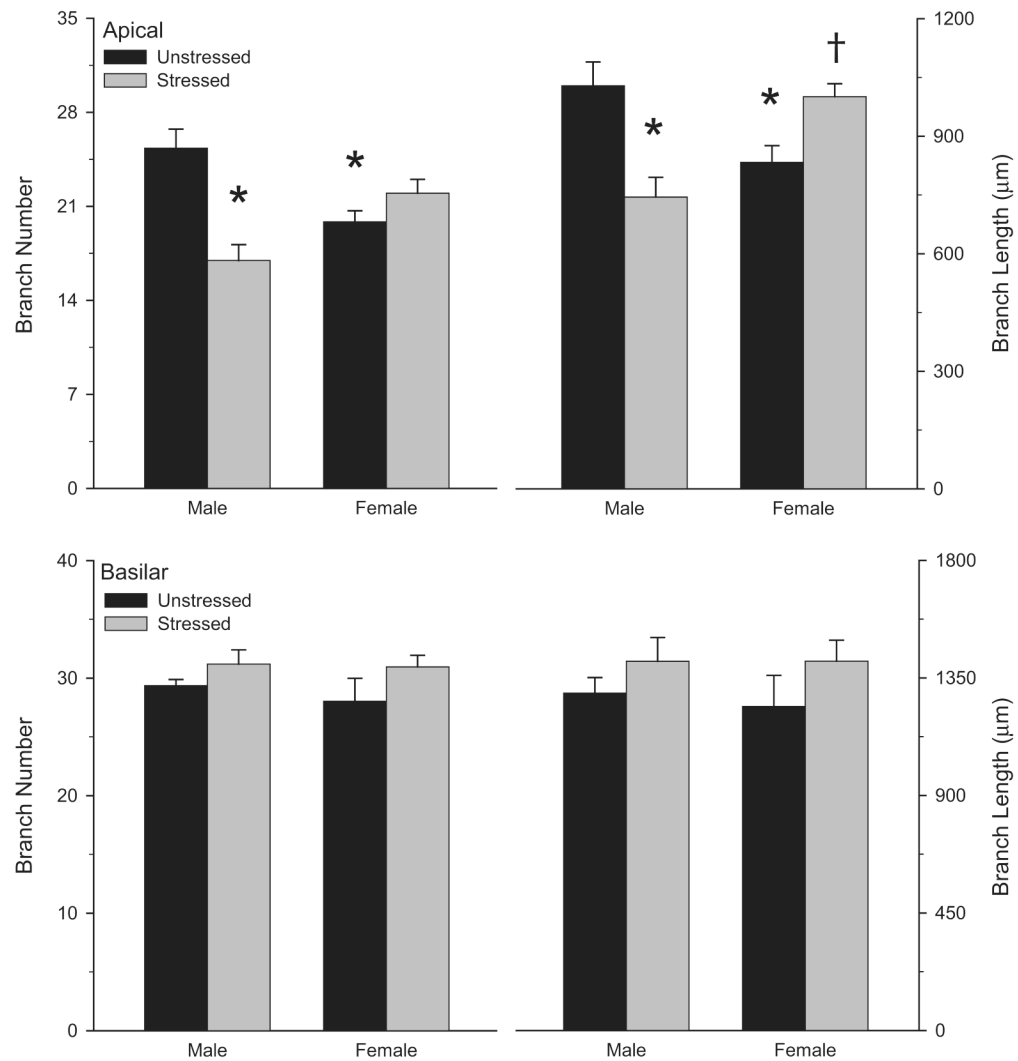 Apical
Unstressed
Stressed
35
28
21
14
7
0
Branch Number
*
*
Male
Female
*
*
†
1200
900
600
300
0
Branch Length (μm)
Male
Female
Basilar
Unstressed
Stressed
40
30
20
10
0
Branch Number
Male
Female
1800
1350
900
450
0
Branch Length (μm)
Male
Female